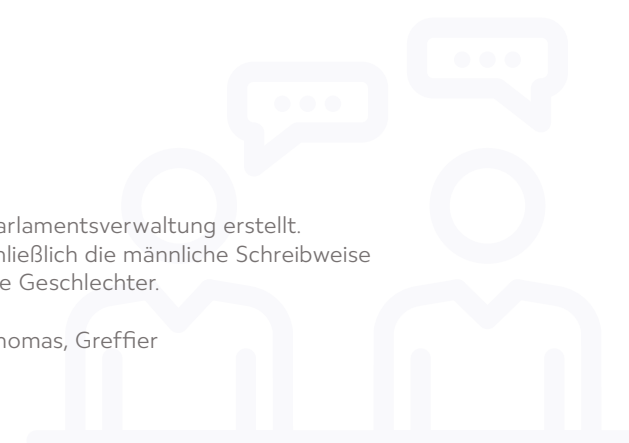 arlamentsverwaltung erstellt.
hließlich die männliche Schreibweise
e Geschlechter.
homas, Greffier